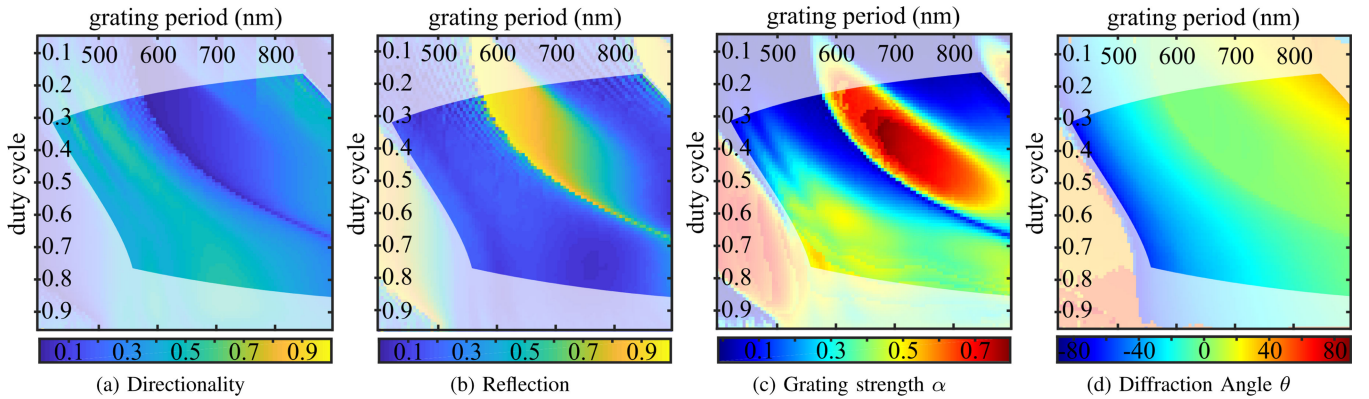 grating period (nm)
500 600 700 800
duty cycle
0.1
0.2
0.3
0.4
0.5
0.6
0.7
0.8
0.9
0.1 0.3 0.5 0.7 0.9
(a) Directionality
grating period (nm)
500 600 700 800
duty cycle
0.1
0.2
0.3
0.4
0.5
0.6
0.7
0.8
0.9
0.1 0.3 0.5 0.7 0.9
(b) Reflection
grating period (nm)
500 600 700 800
duty cycle
0.1
0.2
0.3
0.4
0.5
0.6
0.7
0.8
0.9
0.1 0.3 0.5 0.7
(c) Grating strength α
grating period (nm)
500 600 700 800
duty cycle
0.1
0.2
0.3
0.4
0.5
0.6
0.7
0.8
0.9
-80 -40 0 40 80
(d) Diffraction Angle θ